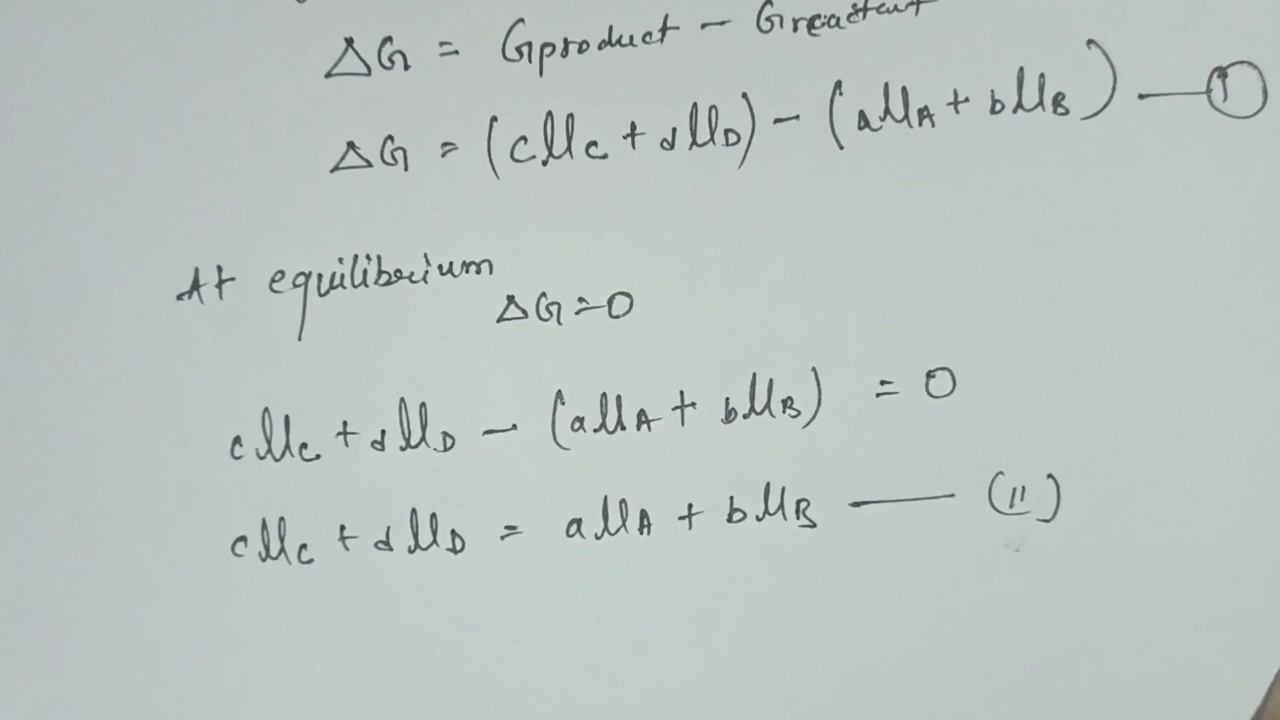 ΔG = Gproduct - Greactant
ΔG = (cμC + dμD) - (aμA + bμB) — ①
At equilibrium
ΔG = 0
cμC + dμD - (aμA + bμB) = 0
cμC + dμD = aμA + bμB — (II)